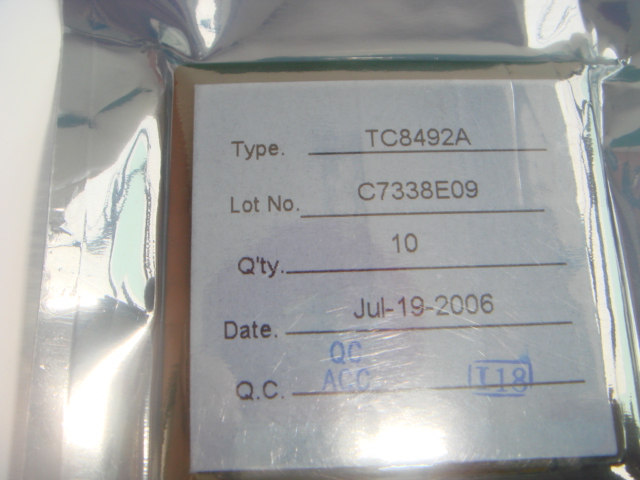 Type. TC8492A
Lot No. C7338E09
Q'ty. 10
Date. Jul-19-2006
QC
Q.C. ACC I18